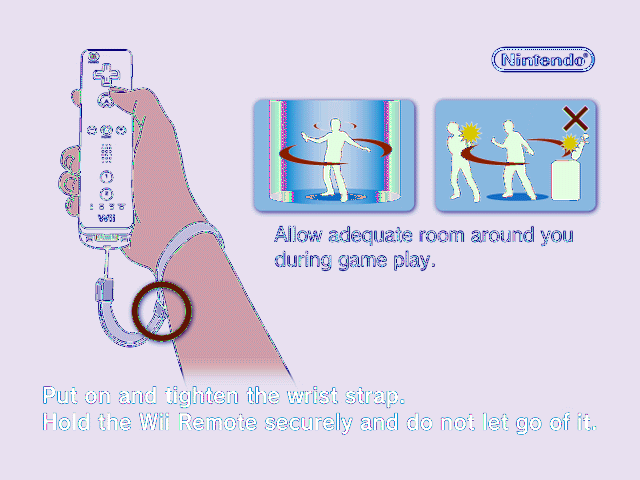 Nintendo®
Wii
Allow adequate room around you
during game play.
Put on and tighten the wrist strap.
Hold the Wii Remote securely and do not let go of it.